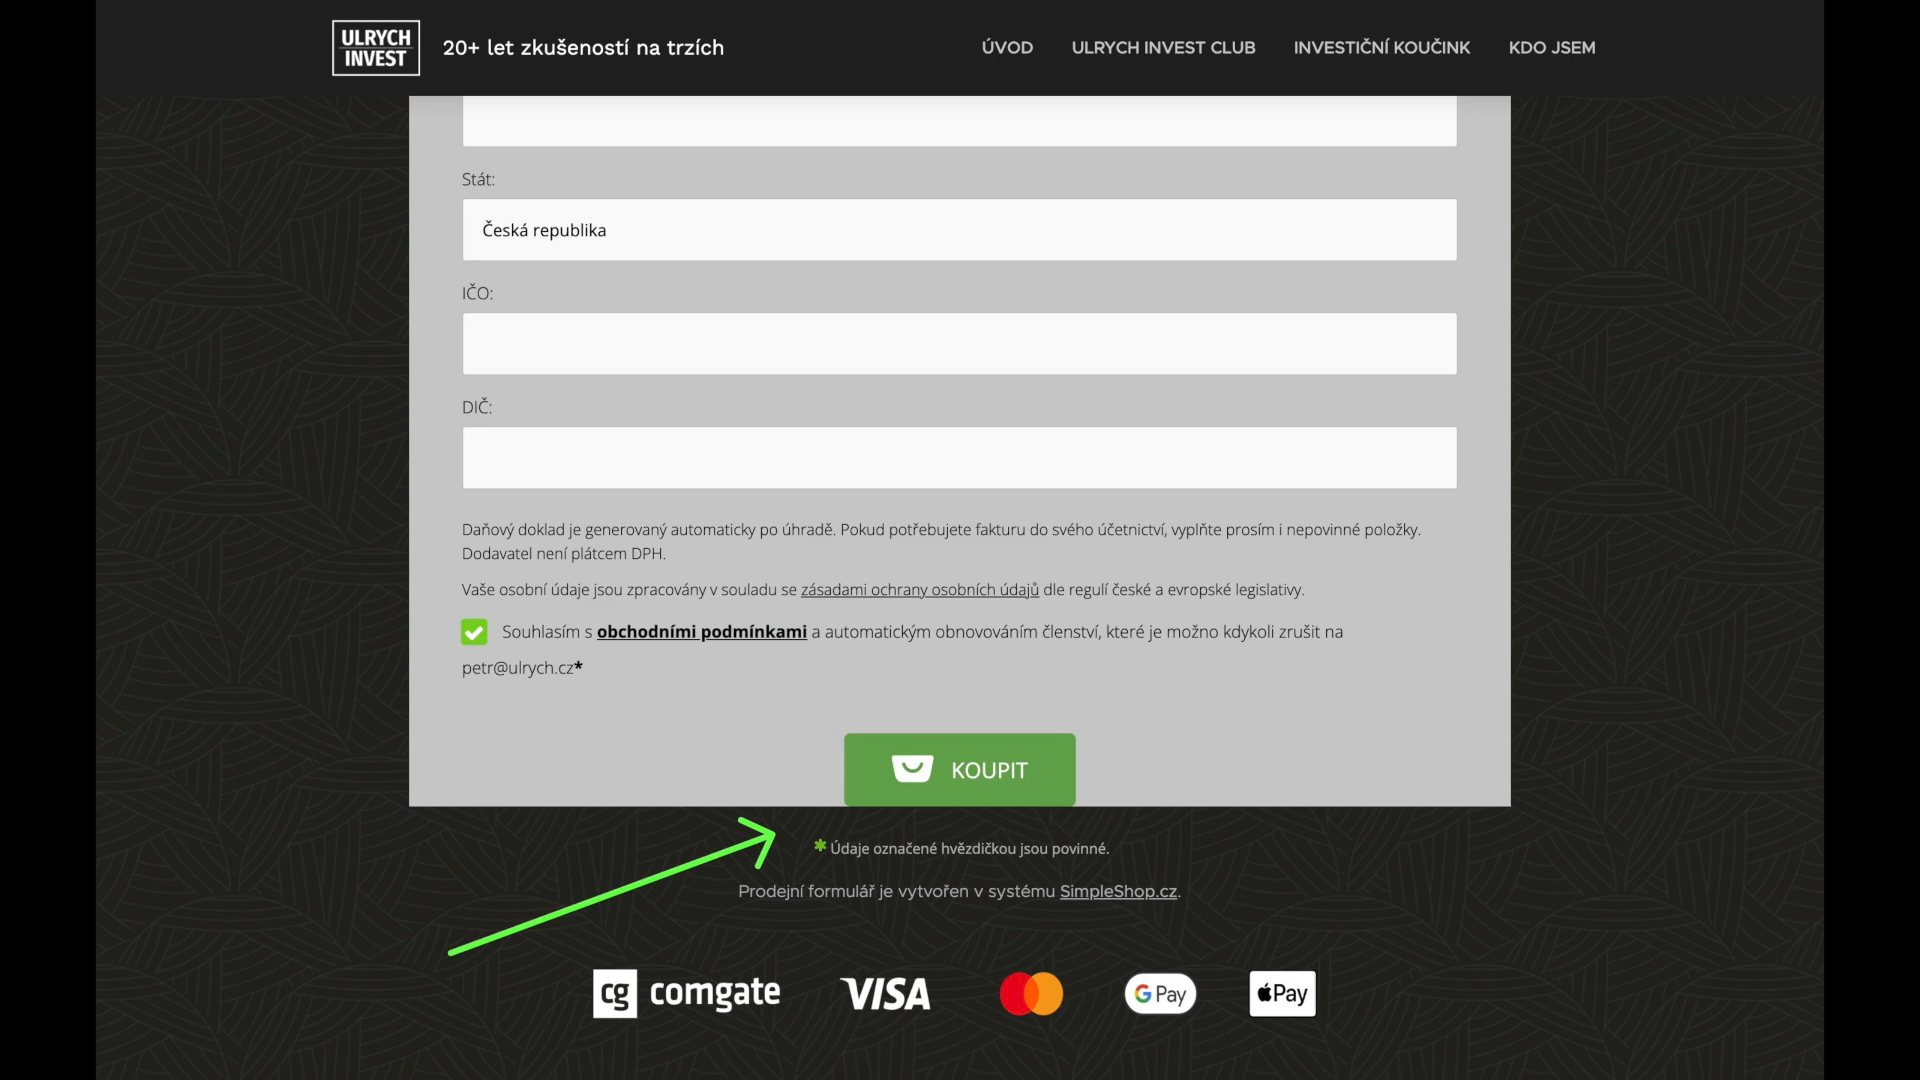 ULRYCH
INVEST
20+ let zkušeností na trzích
ÚVOD
ULRYCH INVEST CLUB
INVESTIČNÍ KOUČINK
KDO JSEM
Stát:
Česká republika
IČO:
DIČ:
Daňový doklad je generovaný automaticky po úhradě. Pokud potřebujete fakturu do svého účetnictví, vyplňte prosím i nepovinné položky.
Dodavatel není plátcem DPH.
Vaše osobní údaje jsou zpracovány v souladu se zásadami ochrany osobních údajů dle regulí české a evropské legislativy.
Souhlasím s obchodními podmínkami a automatickým obnovováním členství, které je možno kdykoli zrušit na
petr@ulrych.cz*
KOUPIT
* Údaje označené hvězdičkou jsou povinné.
Prodejní formulář je vytvořen v systému SimpleShop.cz.
cg comgate
VISA
G Pay
Pay